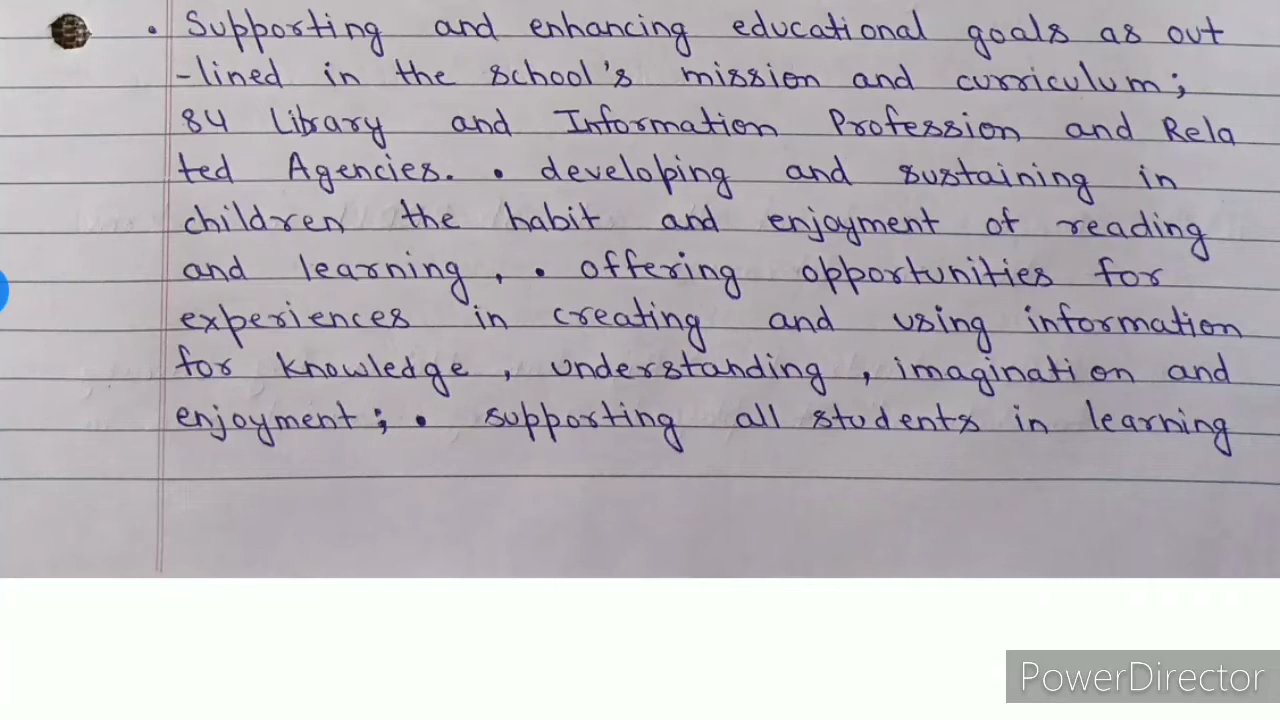 • Supporting and enhancing educational goals as out
-lined in the school's mission and curriculum;
84 Library and Information Profession and Rela
ted Agencies. • developing and sustaining in
children the habit and enjoyment of reading
and learning, • offering opportunities for
experiences in creating and using information
for knowledge, understanding, imagination and
enjoyment; • supporting all students in learning
PowerDirector